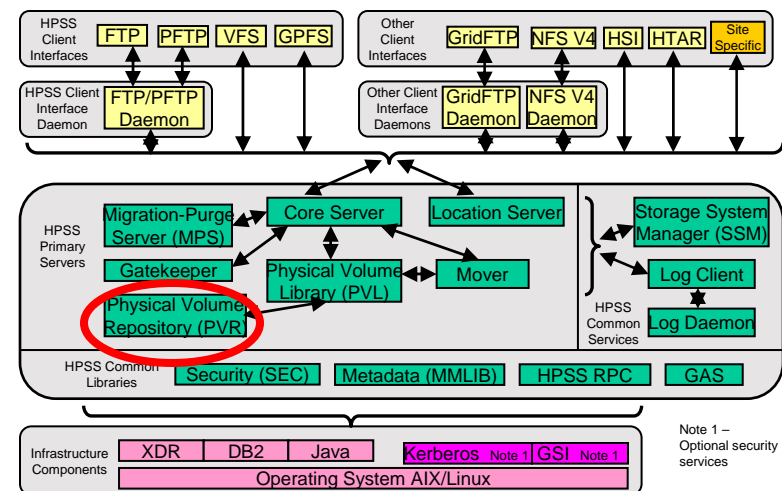 HPSS
Client
Interfaces
FTP
PFTP
VFS
GPFS
Other
Client
Interfaces
GridFTP
NFS V4
HSI
HTAR
Site
Specific
HPSS Client
Interface
Daemon
FTP/PFTP
Daemon
Other Client
Interface
Daemons
GridFTP
Daemon
NFS V4
Daemon
HPSS
Primary
Servers
Migration-Purge
Server (MPS)
Core Server
Location Server
Storage System
Manager (SSM)
Gatekeeper
Physical Volume
Library (PVL)
Mover
Log Client
Physical Volume
Repository (PVR)
HPSS
Common
Services
Log Daemon
HPSS Common
Libraries
Security (SEC)
Metadata (MMLIB)
HPSS RPC
GAS
Infrastructure
Components
XDR
DB2
Java
Kerberos Note 1
GSI Note 1
Operating System AIX/Linux
Note 1 –
Optional security
services